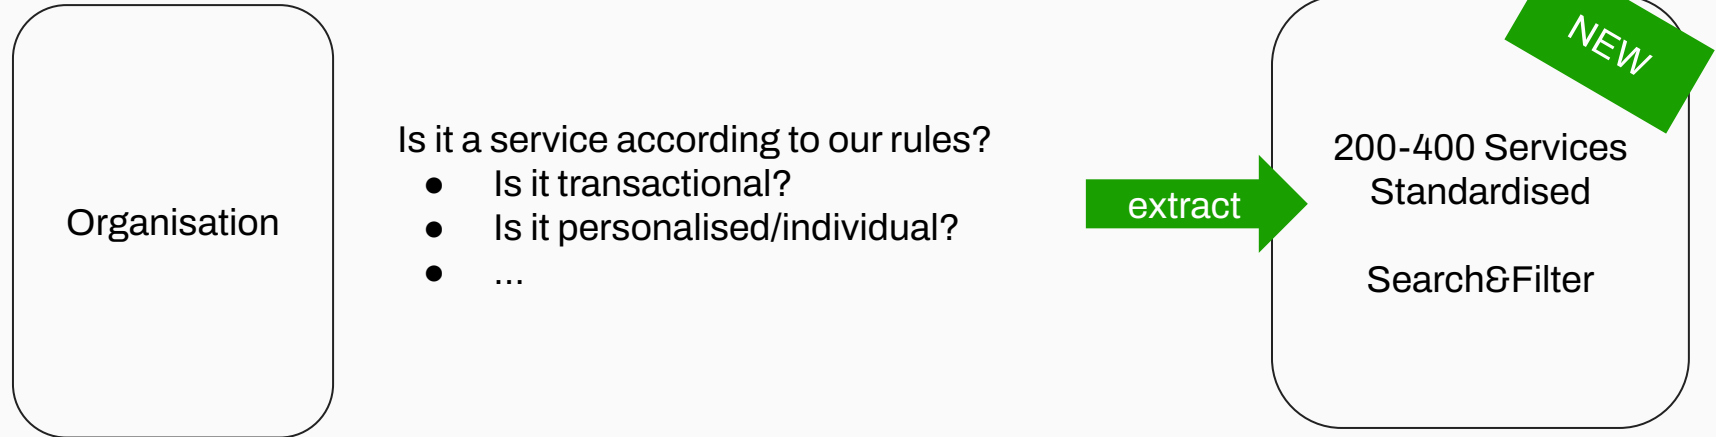 Organisation
Is it a service according to our rules?
● Is it transactional?
● Is it personalised/individual?
● ...
extract
NEW
200-400 Services
Standardised
Search&Filter